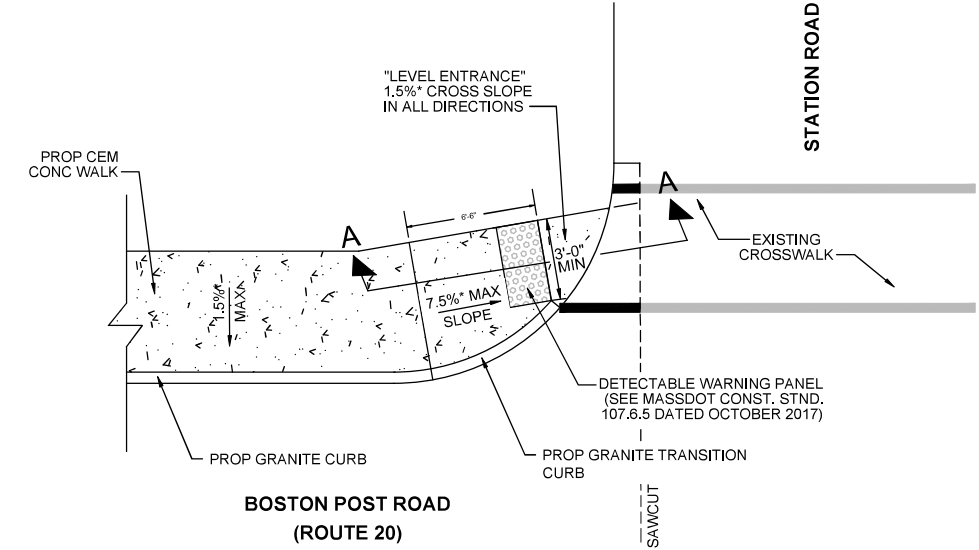 STATION ROAD
"LEVEL ENTRANCE"
1.5%* CROSS SLOPE
IN ALL DIRECTIONS
PROP CEM
CONC WALK
A
A
6'-6"
3'-0"
MIN
EXISTING
CROSSWALK
1.5%*
MAX
7.5%* MAX
SLOPE
DETECTABLE WARNING PANEL
(SEE MASSDOT CONST. STND.
107.6.5 DATED OCTOBER 2017)
PROP GRANITE CURB
PROP GRANITE TRANSITION
CURB
BOSTON POST ROAD
(ROUTE 20)
SAWCUT